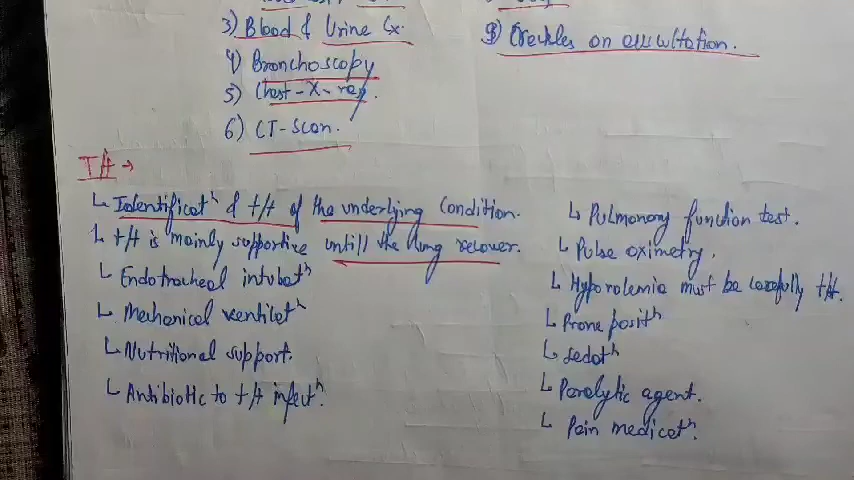 3) Blood & Urine Cx.
4) Bronchoscopy
5) Chest-X-ray.
6) CT-Scan.
9) Creckles on auscultation.
T/t →
Identificatⁿ & t/t of the underlying condition.
t/t is mainly supportive untill the lung recover.
Endotracheal intubatⁿ
Mechanical ventilatⁿ
Nutritional support.
Antibiotic to t/t infectⁿ.
Pulmonary function test.
Pulse oximetry.
Hypovolemia must be carefully t/t.
Prone positⁿ
Sedatⁿ
Paralytic agent.
Pain medicatⁿ.